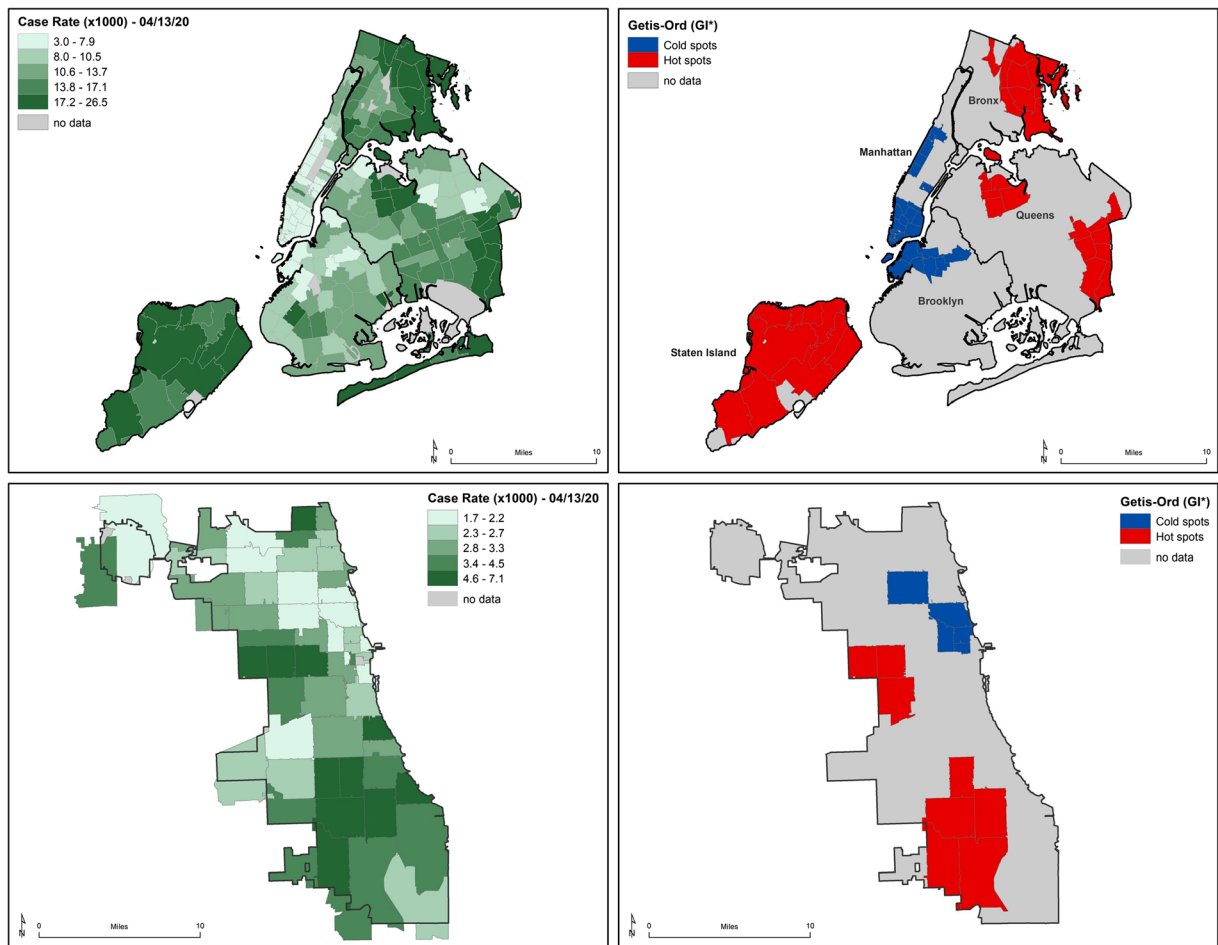 Case Rate (x1000) - 04/13/20
3.0 - 7.9
8.0 - 10.5
10.6 - 13.7
13.8 - 17.1
17.2 - 26.5
no data
N
0 Miles 10
Getis-Ord (GI*)
Cold spots
Hot spots
no data
Bronx
Manhattan
Queens
Brooklyn
Staten Island
N
0 Miles 10
Case Rate (x1000) - 04/13/20
1.7 - 2.2
2.3 - 2.7
2.8 - 3.3
3.4 - 4.5
4.6 - 7.1
no data
N
0 Miles 10
Getis-Ord (GI*)
Cold spots
Hot spots
no data
N
0 Miles 10